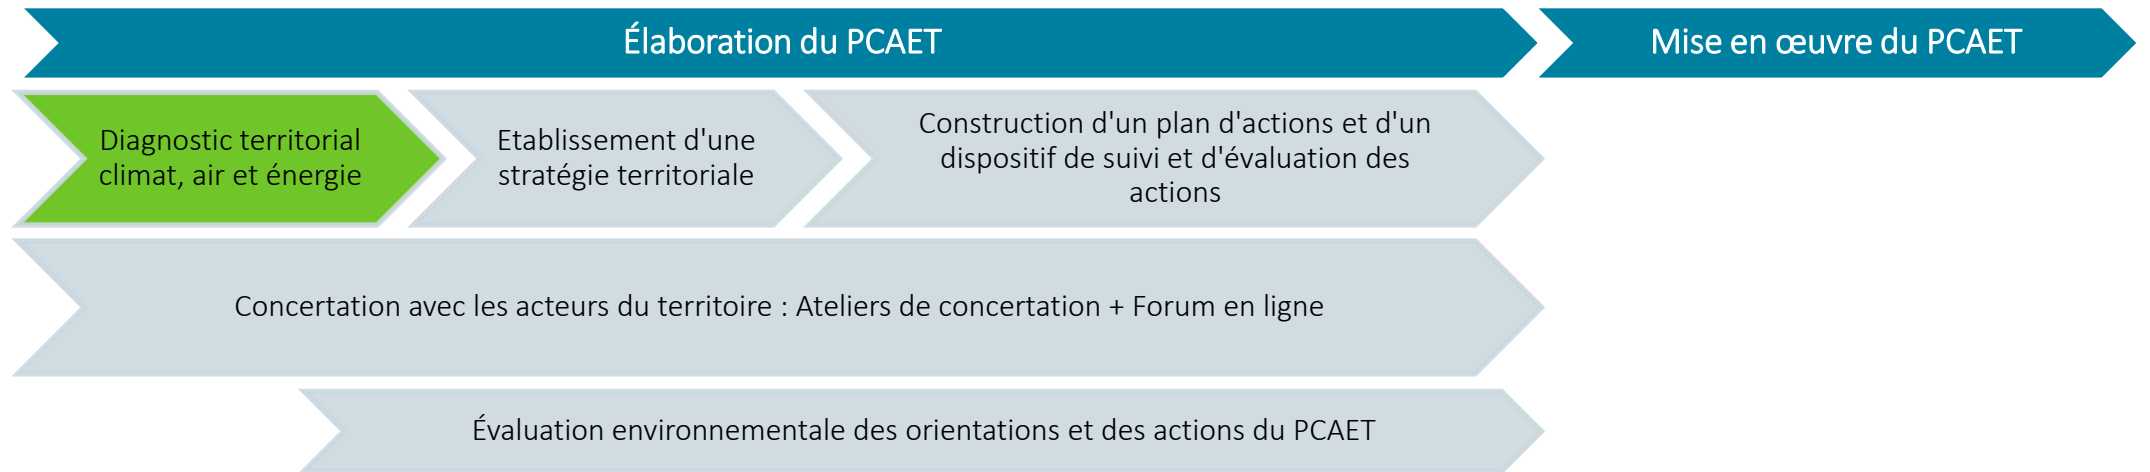 Élaboration du PCAET
Mise en œuvre du PCAET
Diagnostic territorial
climat, air et énergie
Etablissement d'une
stratégie territoriale
Construction d'un plan d'actions et d'un
dispositif de suivi et d'évaluation des
actions
Concertation avec les acteurs du territoire : Ateliers de concertation + Forum en ligne
Évaluation environnementale des orientations et des actions du PCAET